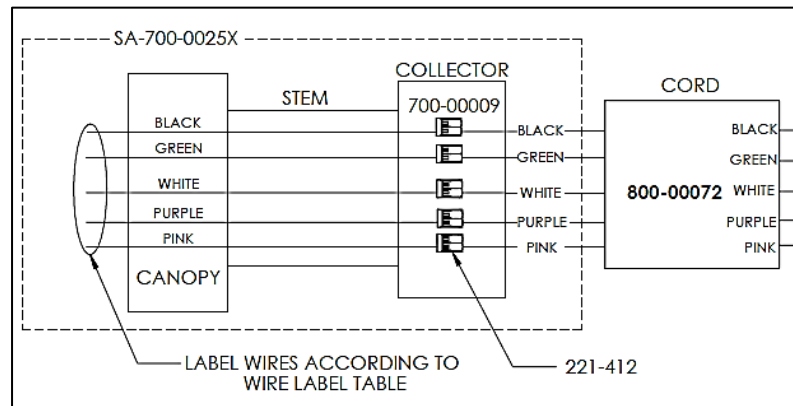 SA-700-0025X
COLLECTOR
700-00009
STEM
CORD
BLACK
GREEN
WHITE
PURPLE
PINK
CANOPY
BLACK
GREEN
WHITE
PURPLE
PINK
800-00072
BLACK
GREEN
WHITE
PURPLE
PINK
LABEL WIRES ACCORDING TO
WIRE LABEL TABLE
221-412